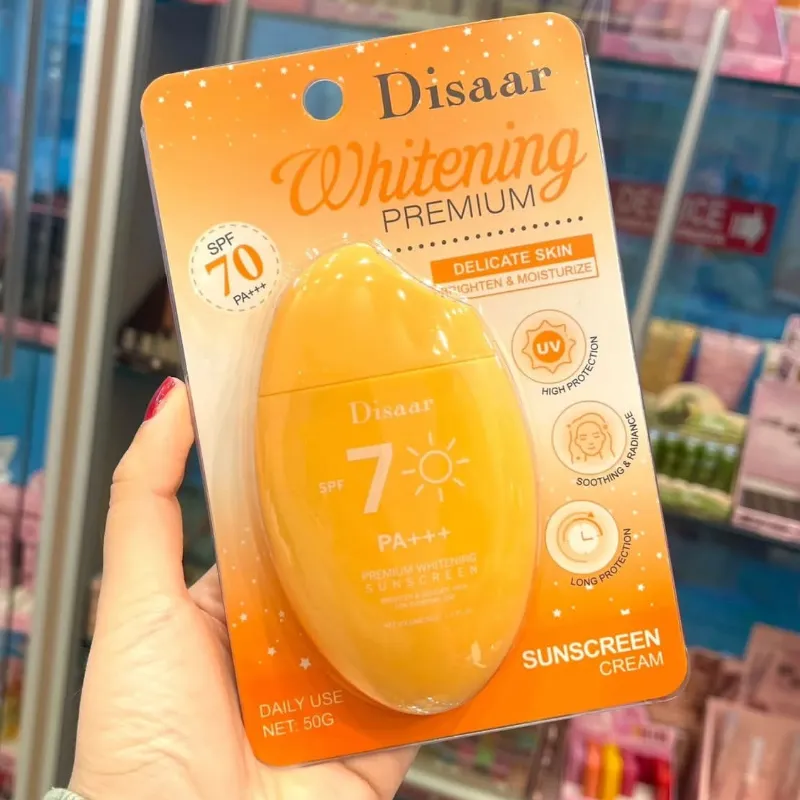 Disaar
Whitening
PREMIUM
DELICATE SKIN
BRIGHTEN & MOISTURIZE
SPF
70
PA+++
UV
HIGH PROTECTION
SOOTHING & RADIANCE
LONG PROTECTION
Disaar
SPF 7
PA+++
PREMIUM WHITENING
SUNSCREEN
SUNSCREEN
CREAM
DAILY USE
NET: 50G